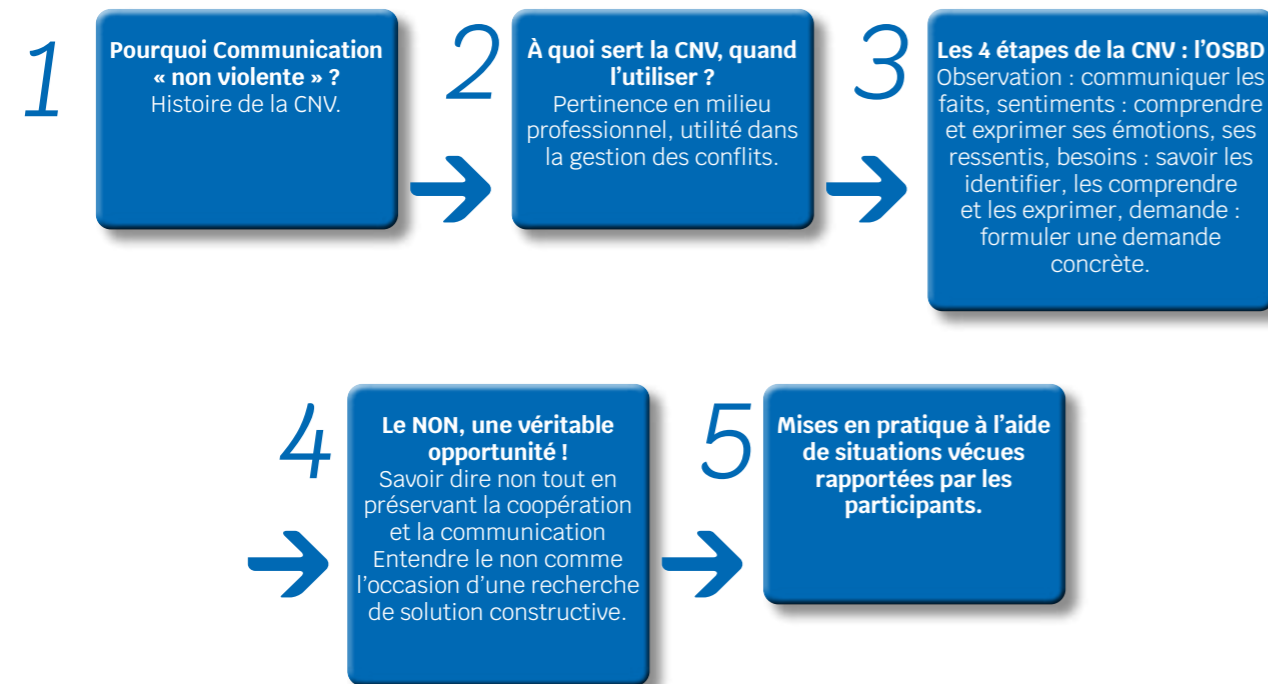 1
Pourquoi Communication
« non violente » ?
Histoire de la CNV.
2
À quoi sert la CNV, quand
l’utiliser ?
Pertinence en milieu
professionnel, utilité dans
la gestion des conflits.
3
Les 4 étapes de la CNV : l’OSBD
Observation : communiquer les
faits, sentiments : comprendre
et exprimer ses émotions, ses
ressentis, besoins : savoir les
identifier, les comprendre
et les exprimer, demande :
formuler une demande
concrète.
4
Le NON, une véritable
opportunité !
Savoir dire non tout en
préservant la coopération
et la communication
Entendre le non comme
l’occasion d’une recherche
de solution constructive.
5
Mises en pratique à l’aide
de situations vécues
rapportées par les
participants.